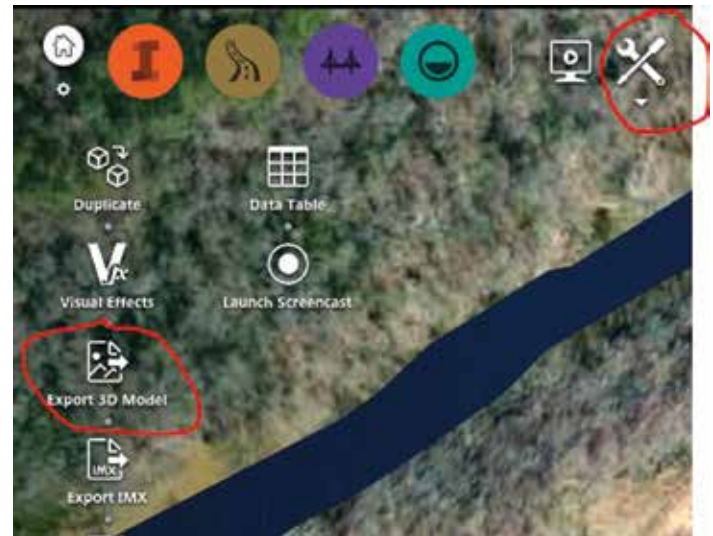 Duplicate
Data Table
Visual Effects
Launch Screencast
Export 3D Model
IMX
Export IMX